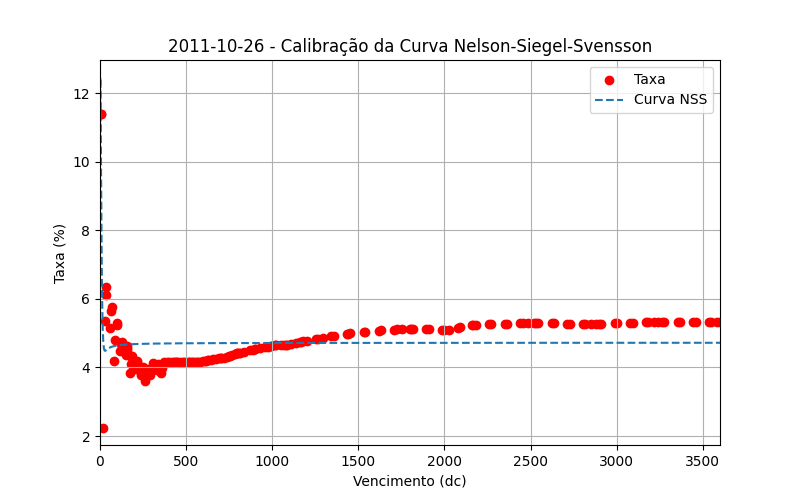 2011-10-26 - Calibração da Curva Nelson-Siegel-Svensson
Taxa
Curva NSS
12
10
8
6
4
2
Taxa (%)
0
500
1000
1500
2000
2500
3000
3500
Vencimento (dc)